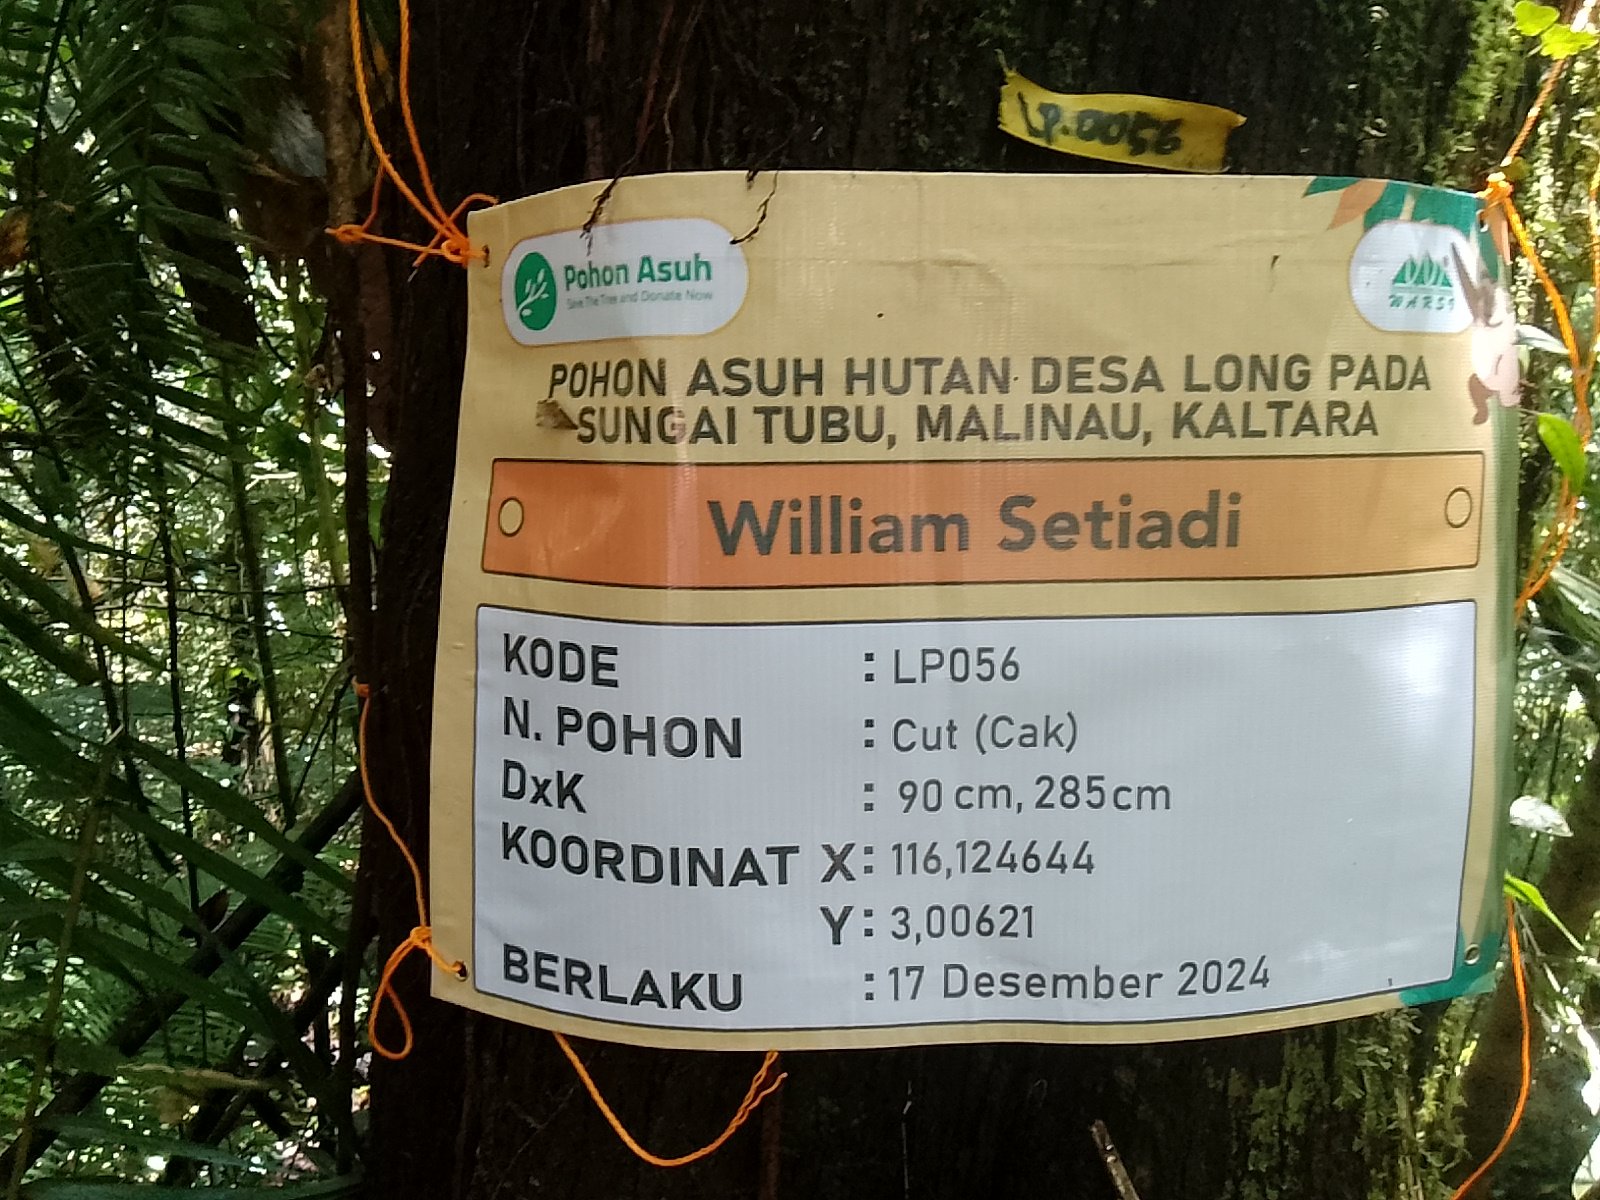 LP.0056
Pohon Asuh
Save The Tree and Donate Now
WARSI
POHON ASUH HUTAN DESA LONG PADA
SUNGAI TUBU, MALINAU, KALTARA
William Setiadi
KODE : LP056
N. POHON : Cut (Cak)
DxK : 90 cm, 285cm
KOORDINAT X: 116,124644
Y: 3,00621
BERLAKU : 17 Desember 2024